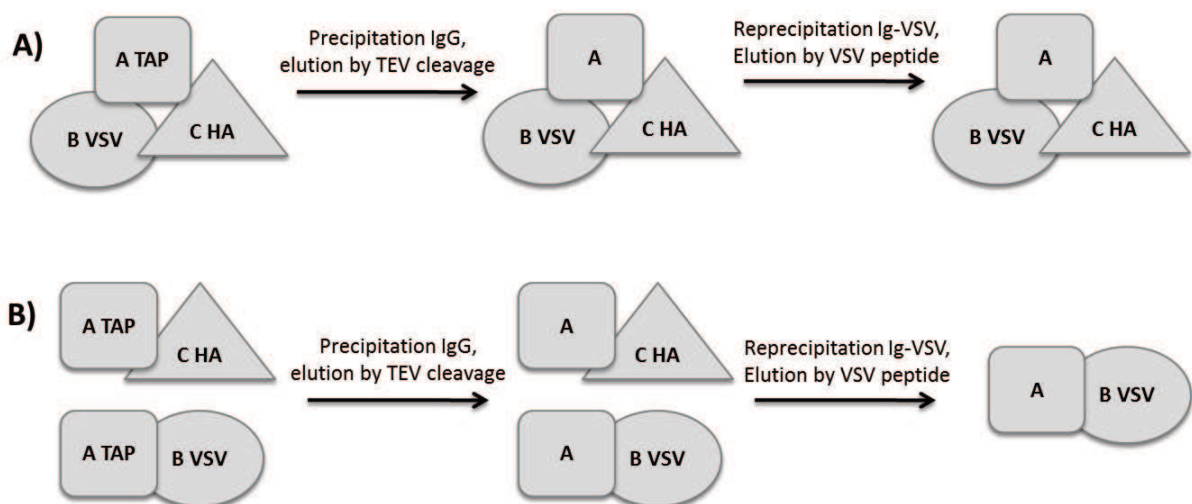 A)
A TAP
B VSV
C HA
Precipitation IgG,
elution by TEV cleavage
A
B VSV
C HA
Reprecipitation Ig-VSV,
Elution by VSV peptide
A
B VSV
C HA
B)
A TAP
C HA
A TAP
B VSV
Precipitation IgG,
elution by TEV cleavage
A
C HA
A
B VSV
Reprecipitation Ig-VSV,
Elution by VSV peptide
A
B VSV